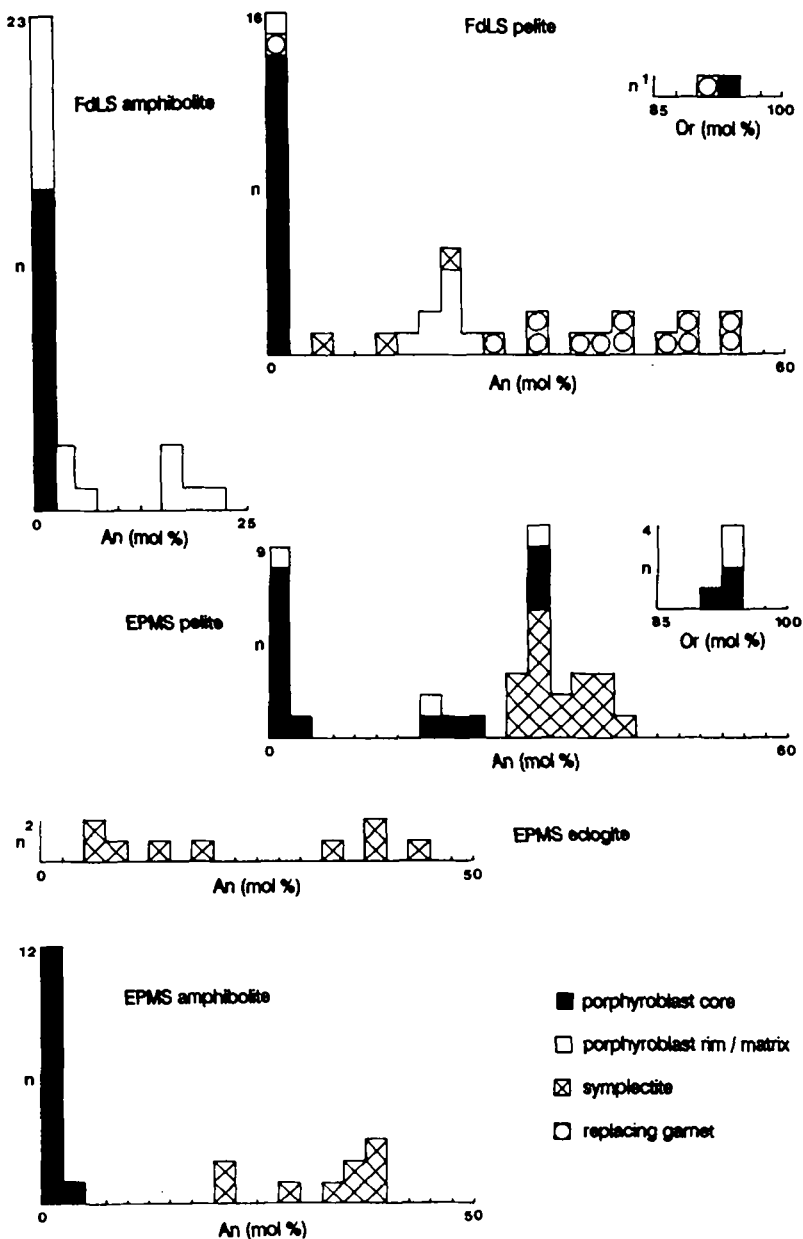 23
16
FdLS pelite
FdLS amphibolite
n 1
85 100
Or (mol %)
n
n
0 60
An (mol %)
0 25
An (mol %)
9
4
n
EPMS pelite
n
85 100
Or (mol %)
0 60
An (mol %)
n 2
EPMS eclogite
0 50
An (mol %)
12
EPMS amphibolite
porphyroblast core
porphyroblast rim / matrix
n
symplectite
replacing garnet
0 50
An (mol %)